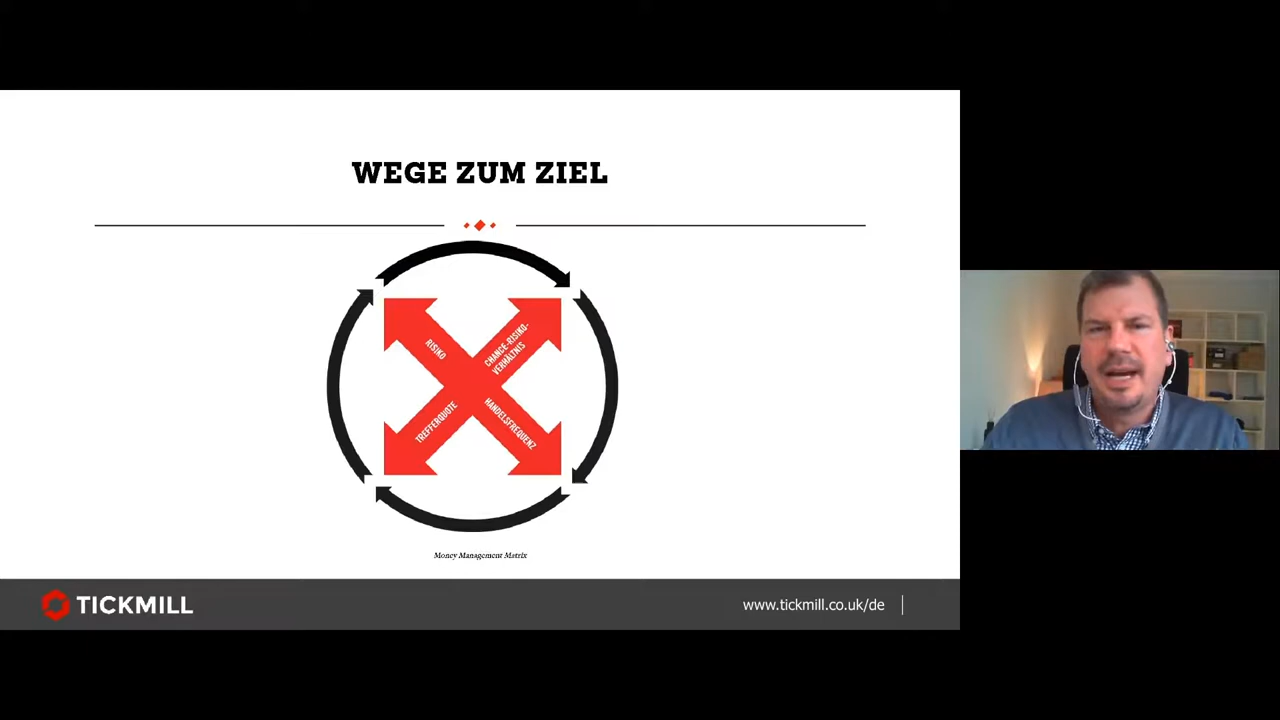 WEGE ZUM ZIEL
RISIKO
CHANCE-RISIKO-
VERHÄLTNIS
TREFFERQUOTE
HANDELSFREQUENZ
Money Management Matrix
TICKMILL
www.tickmill.co.uk/de